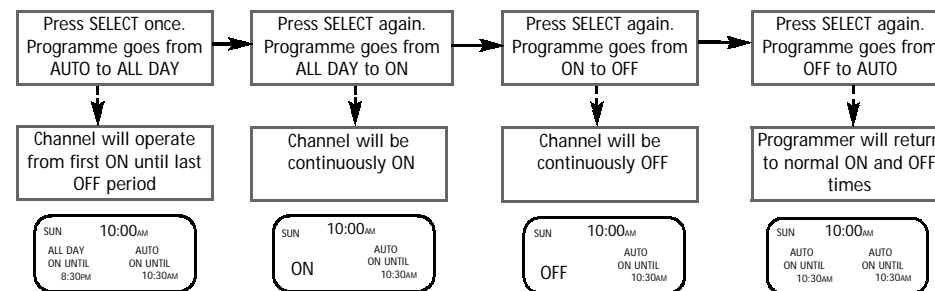 Press SELECT once.
Programme goes from
AUTO to ALL DAY
Press SELECT again.
Programme goes from
ALL DAY to ON
Press SELECT again.
Programme goes from
ON to OFF
Press SELECT again.
Programme goes from
OFF to AUTO
Channel will operate
from first ON until last
OFF period
Channel will be
continuously ON
Channel will be
continuously OFF
Programmer will return
to normal ON and OFF
times
SUN 10:00AM
ALL DAY AUTO
ON UNTIL ON UNTIL
8:30PM 10:30AM
SUN 10:00AM
AUTO
ON ON UNTIL
10:30AM
SUN 10:00AM
AUTO
OFF ON UNTIL
10:30AM
SUN 10:00AM
AUTO AUTO
ON UNTIL ON UNTIL
10:30AM 10:30AM